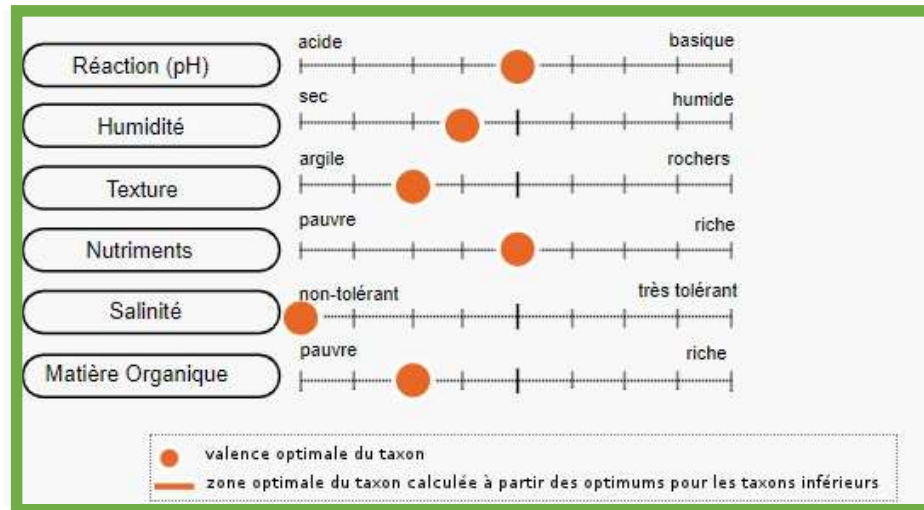 acide basique
Réaction (pH)
sec humide
Humidité
argile rochers
Texture
pauvre riche
Nutriments
non-tolérant très tolérant
Salinité
pauvre riche
Matière Organique
valence optimale du taxon
zone optimale du taxon calculée à partir des optimums pour les taxons inférieurs